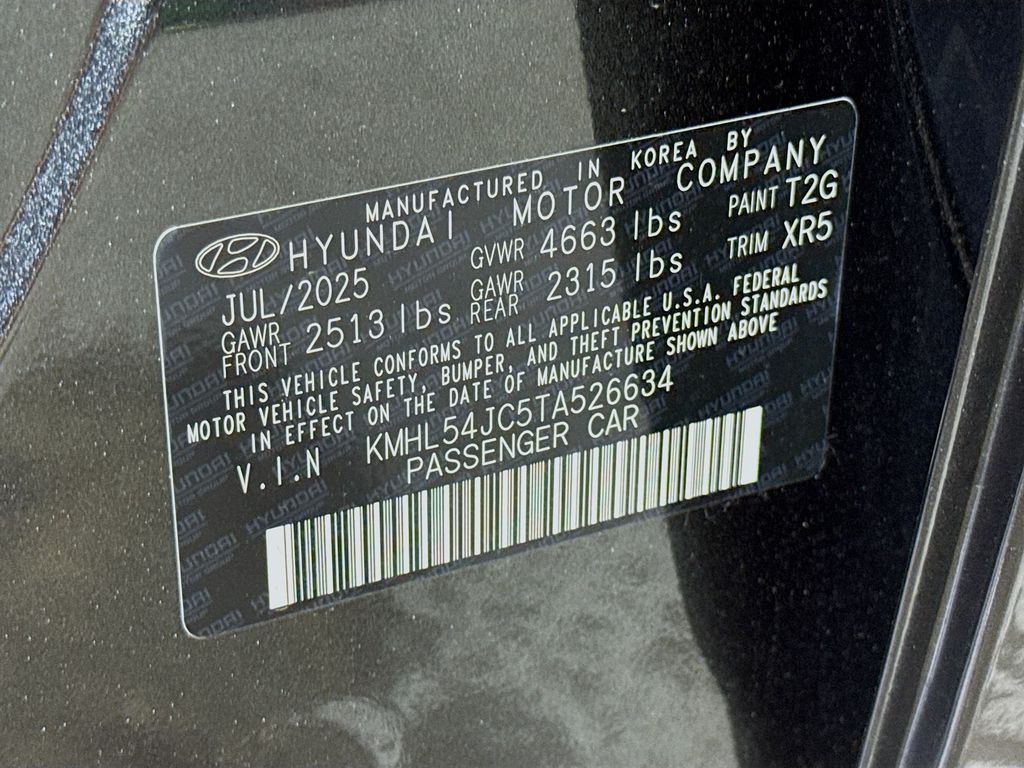 MANUFACTURED IN KOREA BY
HYUNDAI MOTOR COMPANY
JUL/2025 GVWR 4663 lbs PAINT T2G
GAWR FRONT 2513 lbs GAWR REAR 2315 lbs TRIM XR5
THIS VEHICLE CONFORMS TO ALL APPLICABLE U.S.A. FEDERAL
MOTOR VEHICLE SAFETY, BUMPER, AND THEFT PREVENTION STANDARDS
IN EFFECT ON THE DATE OF MANUFACTURE SHOWN ABOVE
V.I.N KMHL54JC5TA526634
PASSENGER CAR